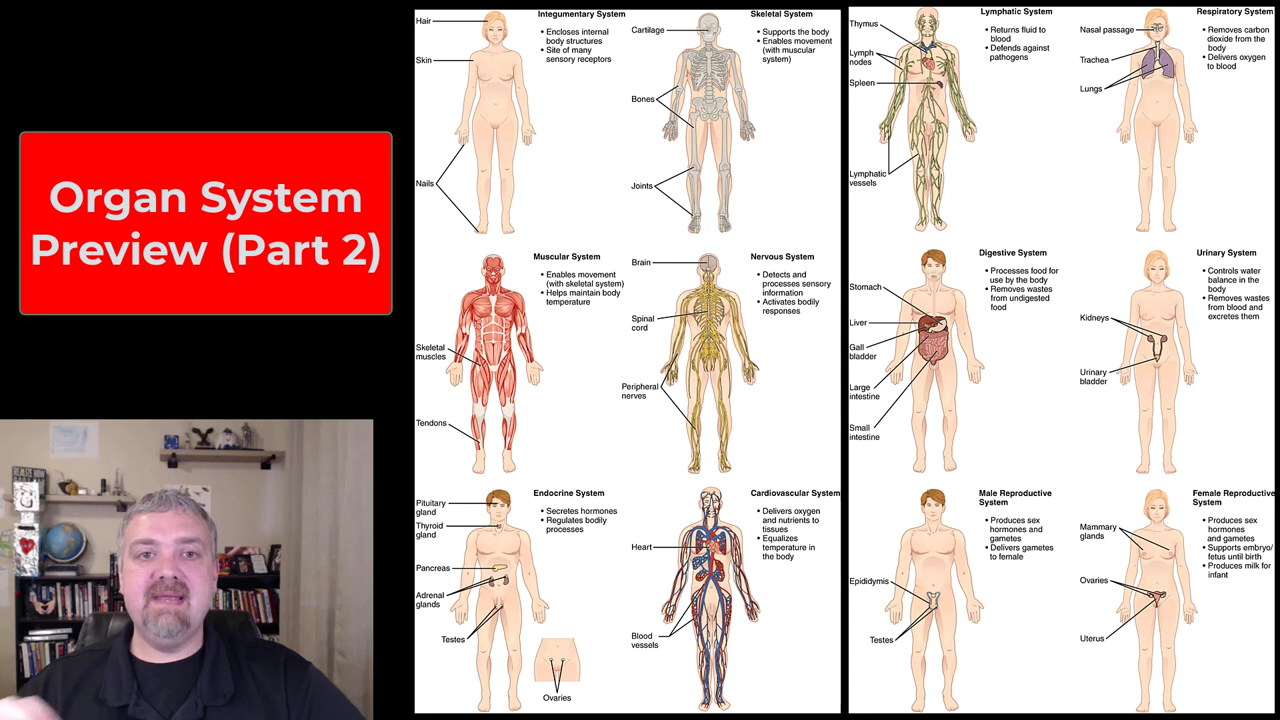 Organ System
Preview (Part 2)
Integumentary System
• Encloses internal
body structures
• Site of many
sensory receptors
Hair
Skin
Nails
Skeletal System
• Supports the body
• Enables movement
(with muscular
system)
Cartilage
Bones
Joints
Muscular System
• Enables movement
(with skeletal system)
• Helps maintain body
temperature
Skeletal
muscles
Tendons
Nervous System
• Detects and
processes sensory
information
• Activates bodily
responses
Brain
Spinal
cord
Peripheral
nerves
Endocrine System
• Secretes hormones
• Regulates bodily
processes
Pituitary
gland
Thyroid
gland
Pancreas
Adrenal
glands
Testes
Ovaries
Cardiovascular System
• Delivers oxygen
and nutrients to
tissues
• Equalizes
temperature in
the body
Heart
Blood
vessels
Lymphatic System
• Returns fluid to
blood
• Defends against
pathogens
Thymus
Lymph
nodes
Spleen
Lymphatic
vessels
Respiratory System
• Removes carbon
dioxide from the
body
• Delivers oxygen
to blood
Nasal passage
Trachea
Lungs
Digestive System
• Processes food for
use by the body
• Removes wastes
from undigested
food
Stomach
Liver
Gall
bladder
Large
intestine
Small
intestine
Urinary System
• Controls water
balance in the
body
• Removes wastes
from blood and
excretes them
Kidneys
Urinary
bladder
Male Reproductive
System
• Produces sex
hormones and
gametes
• Delivers gametes
to female
Epididymis
Testes
Female Reproductive
System
• Produces sex
hormones
and gametes
• Supports embryo/
fetus until birth
• Produces milk for
infant
Mammary
glands
Ovaries
Uterus